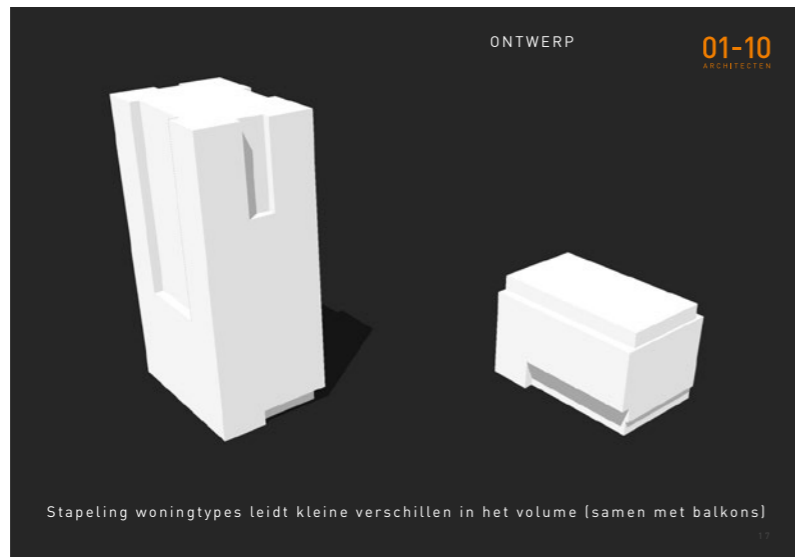 ONTWERP
01-10
ARCHITECTEN
Stapeling woningtypes leidt kleine verschillen in het volume (samen met balkons)
17